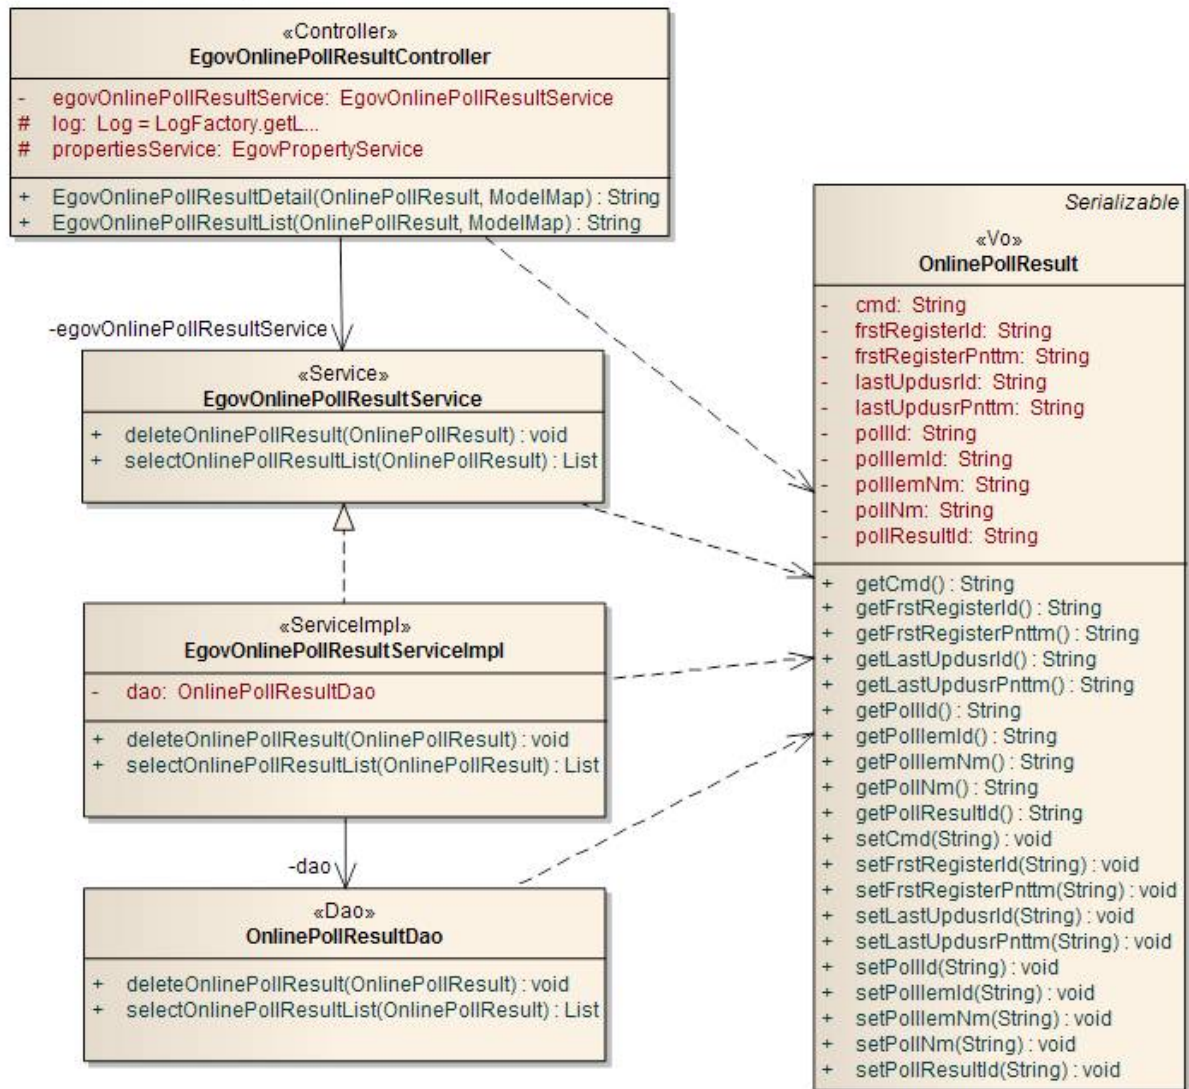 «Controller»
EgovOnlinePollResultController
- egovOnlinePollResultService: EgovOnlinePollResultService
# log: Log = LogFactory.getL...
# propertiesService: EgovPropertyService
+ EgovOnlinePollResultDetail(OnlinePollResult, ModelMap) : String
+ EgovOnlinePollResultList(OnlinePollResult, ModelMap) : String
-egovOnlinePollResultService
«Service»
EgovOnlinePollResultService
+ deleteOnlinePollResult(OnlinePollResult) : void
+ selectOnlinePollResultList(OnlinePollResult) : List
«ServiceImpl»
EgovOnlinePollResultServiceImpl
- dao: OnlinePollResultDao
+ deleteOnlinePollResult(OnlinePollResult) : void
+ selectOnlinePollResultList(OnlinePollResult) : List
-dao
«Dao»
OnlinePollResultDao
+ deleteOnlinePollResult(OnlinePollResult) : void
+ selectOnlinePollResultList(OnlinePollResult) : List
Serializable
«Vo»
OnlinePollResult
- cmd: String
- frstRegisterId: String
- frstRegisterPnttm: String
- lastUpdusrId: String
- lastUpdusrPnttm: String
- pollId: String
- pollIemId: String
- pollIemNm: String
- pollNm: String
- pollResultId: String
+ getCmd() : String
+ getFrstRegisterId() : String
+ getFrstRegisterPnttm() : String
+ getLastUpdusrId() : String
+ getLastUpdusrPnttm() : String
+ getPollId() : String
+ getPollIemId() : String
+ getPollIemNm() : String
+ getPollNm() : String
+ getPollResultId() : String
+ setCmd(String) : void
+ setFrstRegisterId(String) : void
+ setFrstRegisterPnttm(String) : void
+ setLastUpdusrId(String) : void
+ setLastUpdusrPnttm(String) : void
+ setPollId(String) : void
+ setPollIemId(String) : void
+ setPollIemNm(String) : void
+ setPollNm(String) : void
+ setPollResultId(String) : void